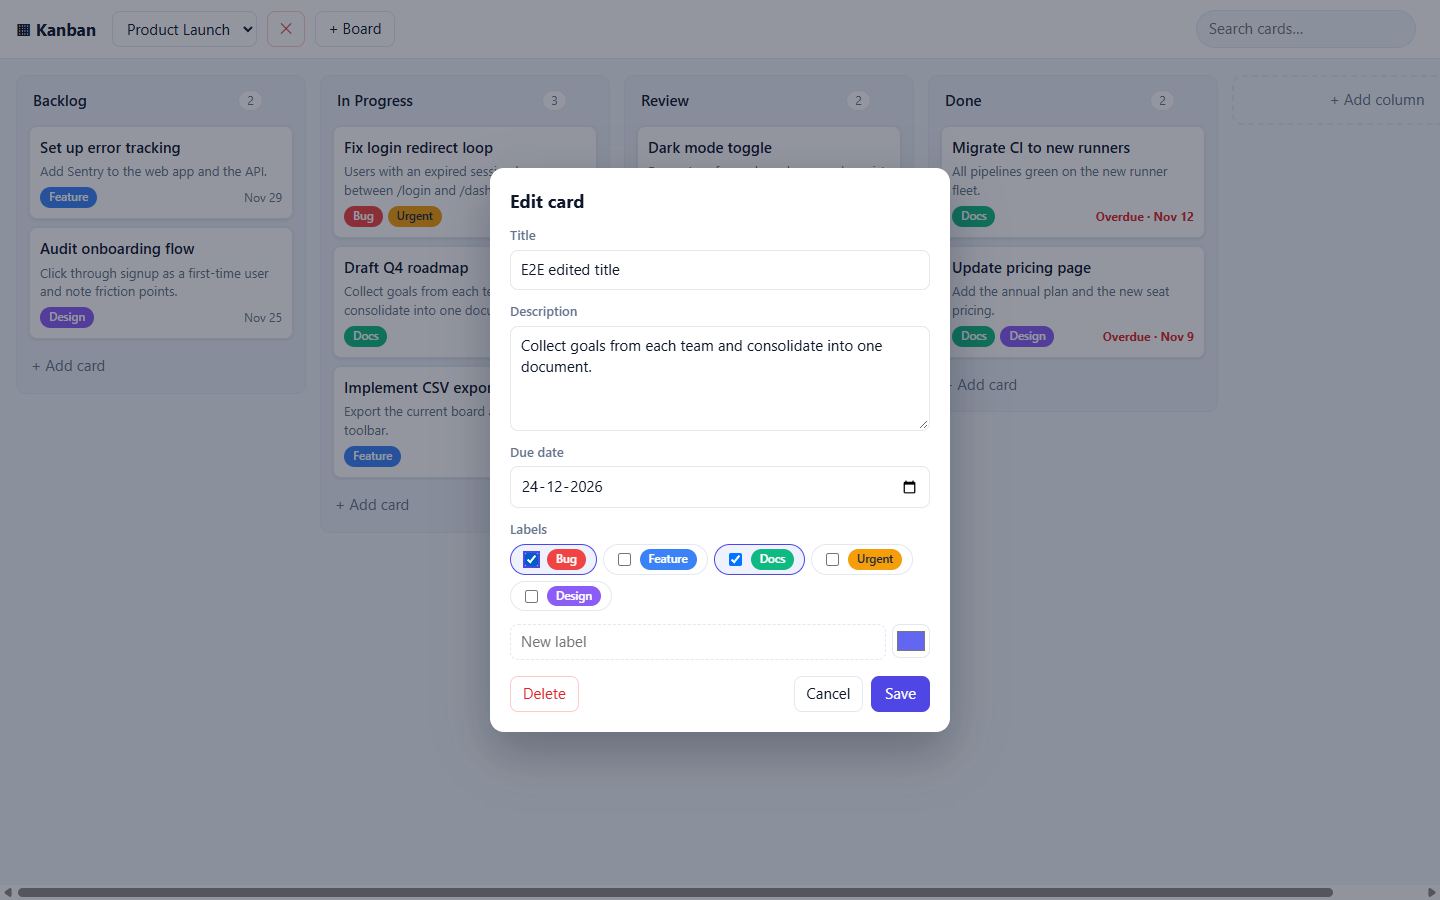 Kanban
Product Launch
+ Board
Search cards...
Backlog
2
Set up error tracking
Add Sentry to the web app and the API.
Feature
Nov 29
Audit onboarding flow
Click through signup as a first-time user
and note friction points.
Design
Nov 25
+ Add card
In Progress
3
Fix login redirect loop
Users with an expired
between /login and
Bug
Urgent
Draft Q4 roadmap
Collect goals from each
consolidate into one
Docs
Implement CSV
Export the current board
toolbar.
Feature
+ Add card
Review
2
Dark mode toggle
Done
2
Migrate CI to new runners
All pipelines green on the new runner
fleet.
Docs
Overdue · Nov 12
Update pricing page
Add the annual plan and the new seat
pricing.
Docs
Design
Overdue · Nov 9
Add card
+ Add column
Edit card
Title
E2E edited title
Description
Collect goals from each team and consolidate into one
document.
Due date
24-12-2026
Labels
Bug
Feature
Docs
Urgent
Design
New label
Delete
Cancel
Save